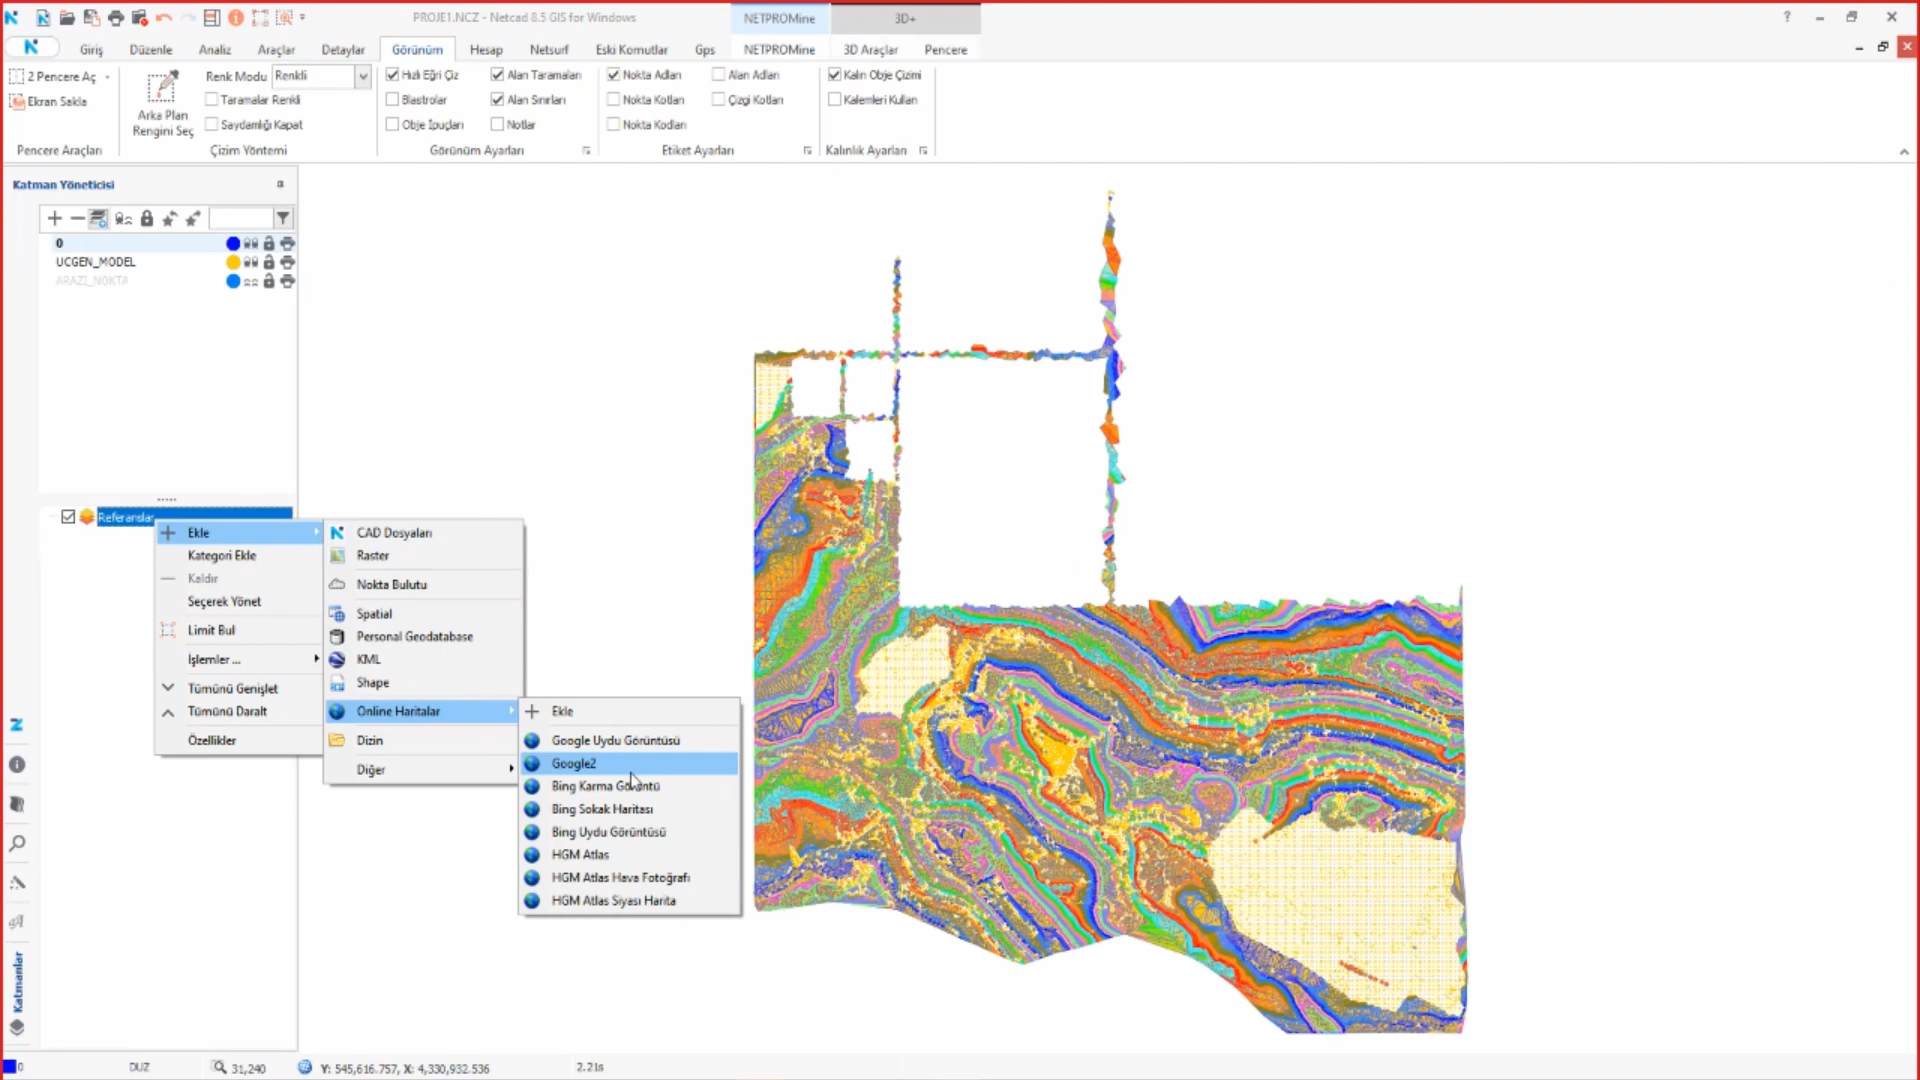 PROJE1.NCZ - Netcad 8.5 GIS for Windows
NETPROMine
3D+
Giriş
Düzenle
Analiz
Araçlar
Detaylar
Görünüm
Hesap
Netsurf
Eski Komutlar
Gps
NETPROMine
3D Araçlar
Pencere
2 Pencere Aç
Ekran Sakla
Pencere Araçları
Arka Plan
Rengini Seç
Renk Modu
Renkli
Taramalar Renkli
Saydamlığı Kapat
Çizim Yöntemi
Hızlı Eğri Çiz
Blastrolar
Obje İpuçları
Alan Taramaları
Alan Sınırları
Notlar
Görünüm Ayarları
Nokta Adları
Nokta Kotları
Nokta Kodları
Alan Adları
Çizgi Kotları
Etiket Ayarları
Kalın Obje Çizimi
Kalemleri Kullan
Kalınlık Ayarları
Katman Yöneticisi
0
UCGEN_MODEL
ARAZI_NOKTA
Referanslar
Ekle
Kategori Ekle
Kaldır
Seçerek Yönet
Limit Bul
İşlemler ...
Tümünü Genişlet
Tümünü Daralt
Özellikler
CAD Dosyaları
Raster
Nokta Bulutu
Spatial
Personal Geodatabase
KML
Shape
Online Haritalar
Dizin
Diğer
Ekle
Google Uydu Görüntüsü
Google2
Bing Karma Görüntü
Bing Sokak Haritası
Bing Uydu Görüntüsü
HGM Atlas
HGM Atlas Hava Fotoğrafı
HGM Atlas Siyasi Harita
Katmanlar
0
DUZ
31,240
Y: 545,616.757, X: 4,330,932.536
2.21s